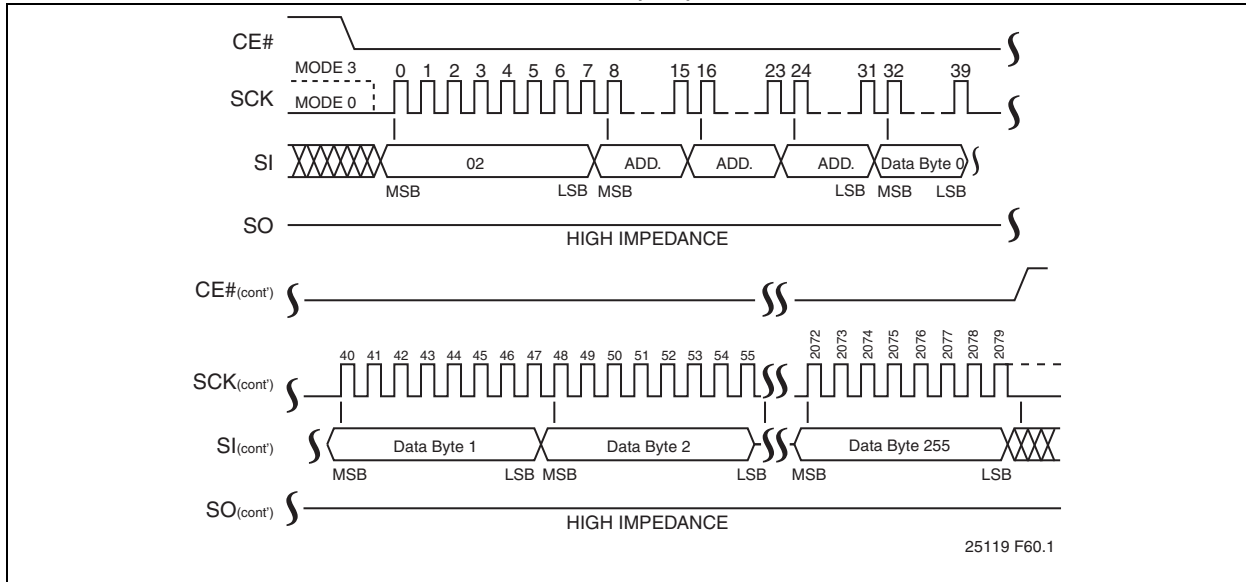 CE#
MODE 3
0 1 2 3 4 5 6 7 8 15 16 23 24 31 32 39
SCK
MODE 0
SI
02 ADD. ADD. ADD. Data Byte 0
MSB LSB MSB LSB MSB LSB
SO
HIGH IMPEDANCE
CE#(cont')
40 41 42 43 44 45 46 47 48 49 50 51 52 53 54 55 2072 2073 2074 2075 2076 2077 2078 2079
SCK(cont')
SI(cont')
Data Byte 1 Data Byte 2 Data Byte 255
MSB LSB MSB LSB MSB LSB
SO(cont')
HIGH IMPEDANCE
25119 F60.1